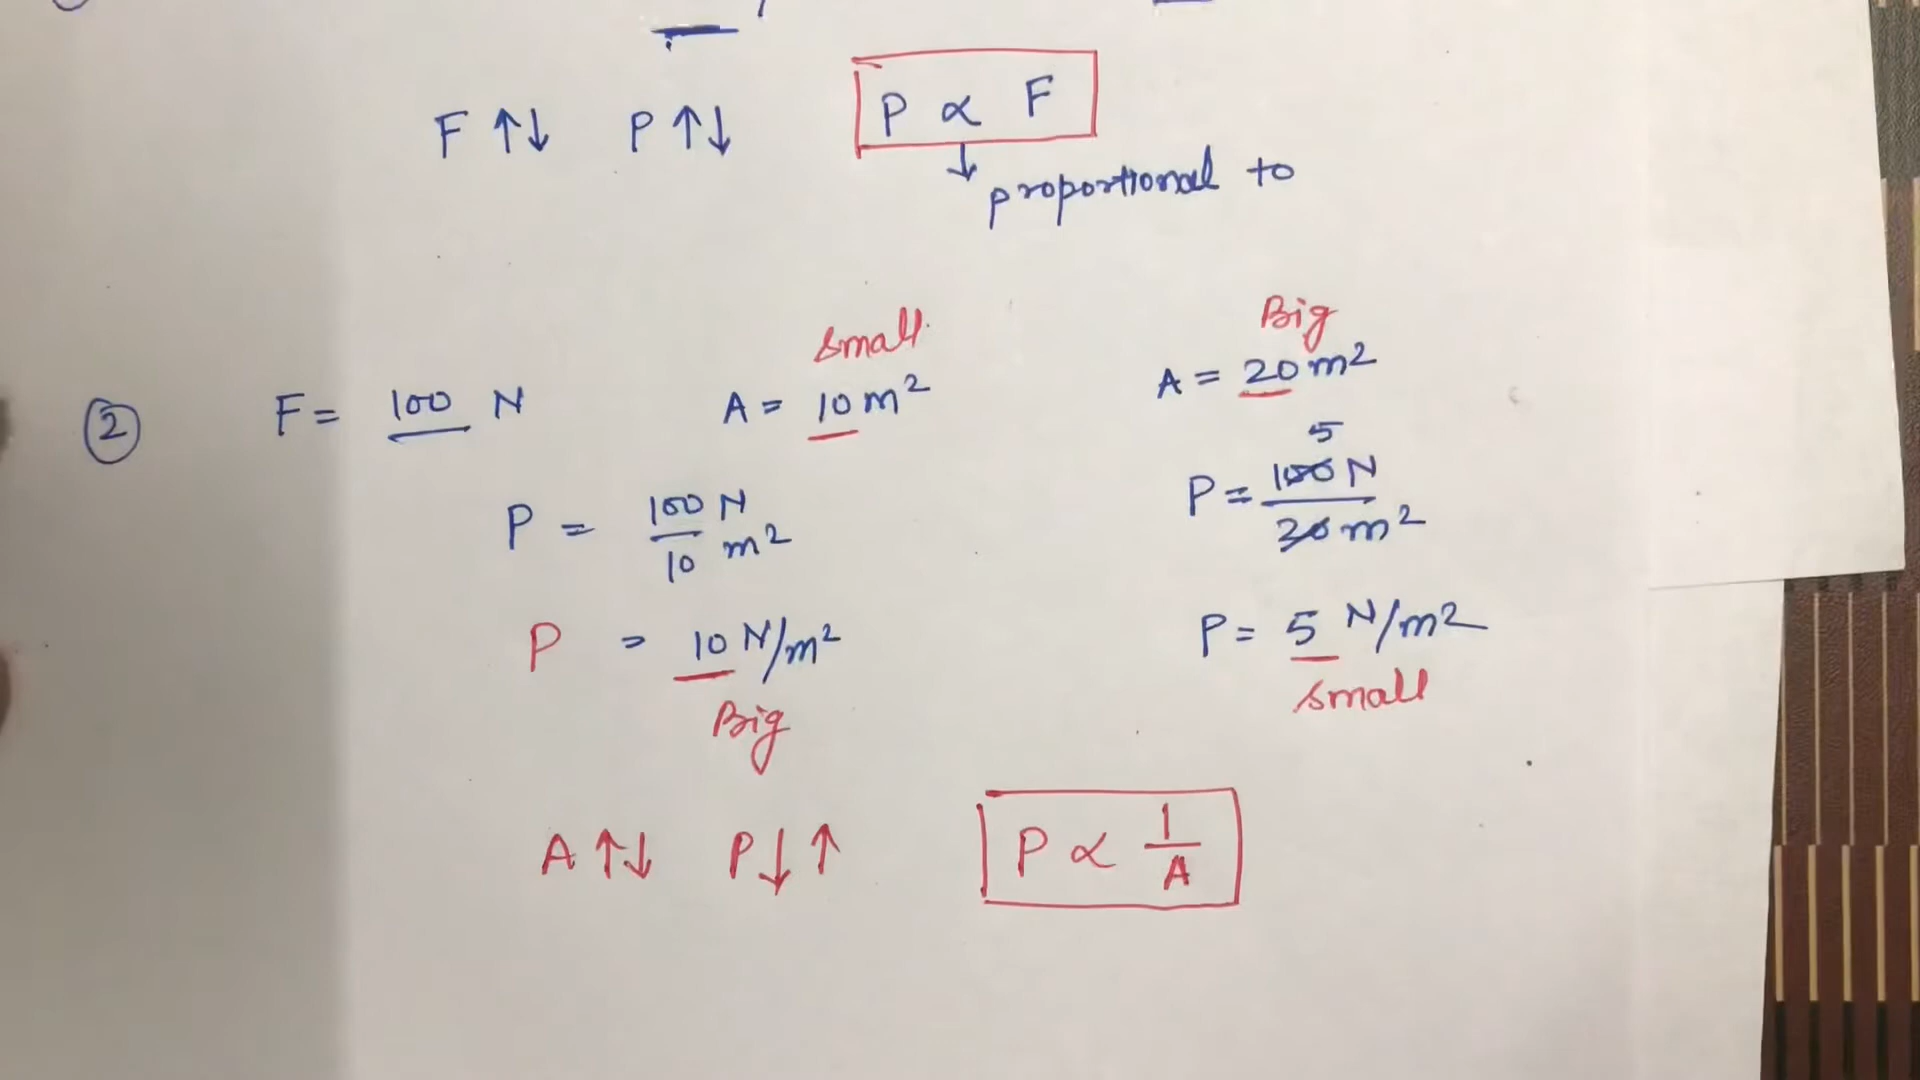 F ↑↓ P ↑↓ P ∝ F
↓ proportional to
small
Big
② F = 100 N A = 10 m² A = 20 m²
5
P = 100 N / 10 m² P = 100 N / 20 m²
P = 10 N/m² P = 5 N/m²
Big
small
A ↑↓ P ↓↑ P ∝ 1/A